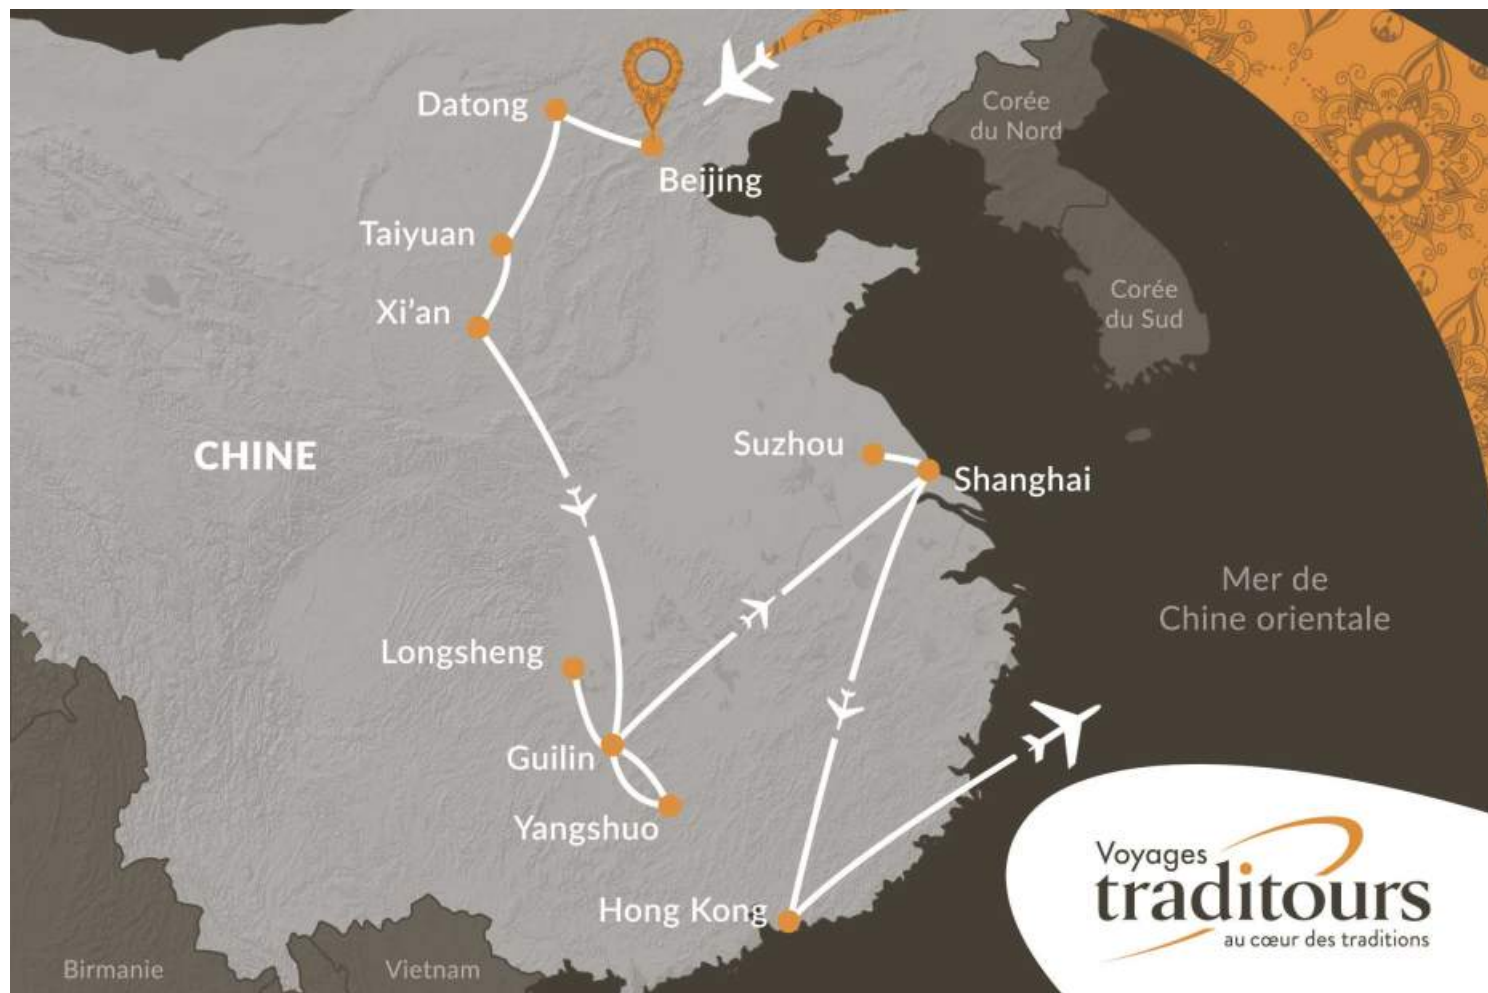 Datong
Corée
du Nord
Beijing
Taiyuan
Corée
du Sud
Xi'an
CHINE
Suzhou
Shanghai
Mer de
Chine orientale
Longsheng
Guilin
Yangshuo
Hong Kong
Voyages
traditours
au cœur des traditions
Birmanie
Vietnam